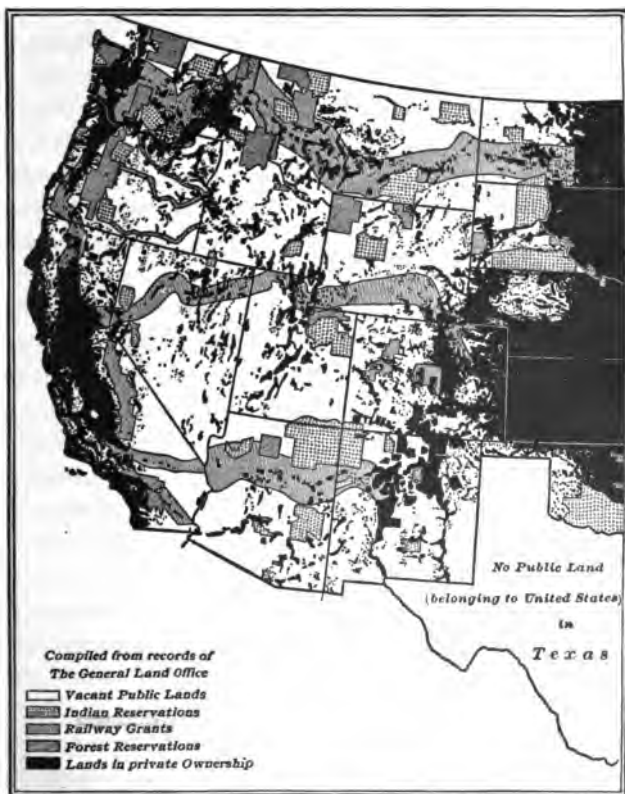 No Public Land
(belonging to United States)
in
Texas
Compiled from records of
The General Land Office
Vacant Public Lands
Indian Reservations
Railway Grants
Forest Reservations
Lands in private Ownership